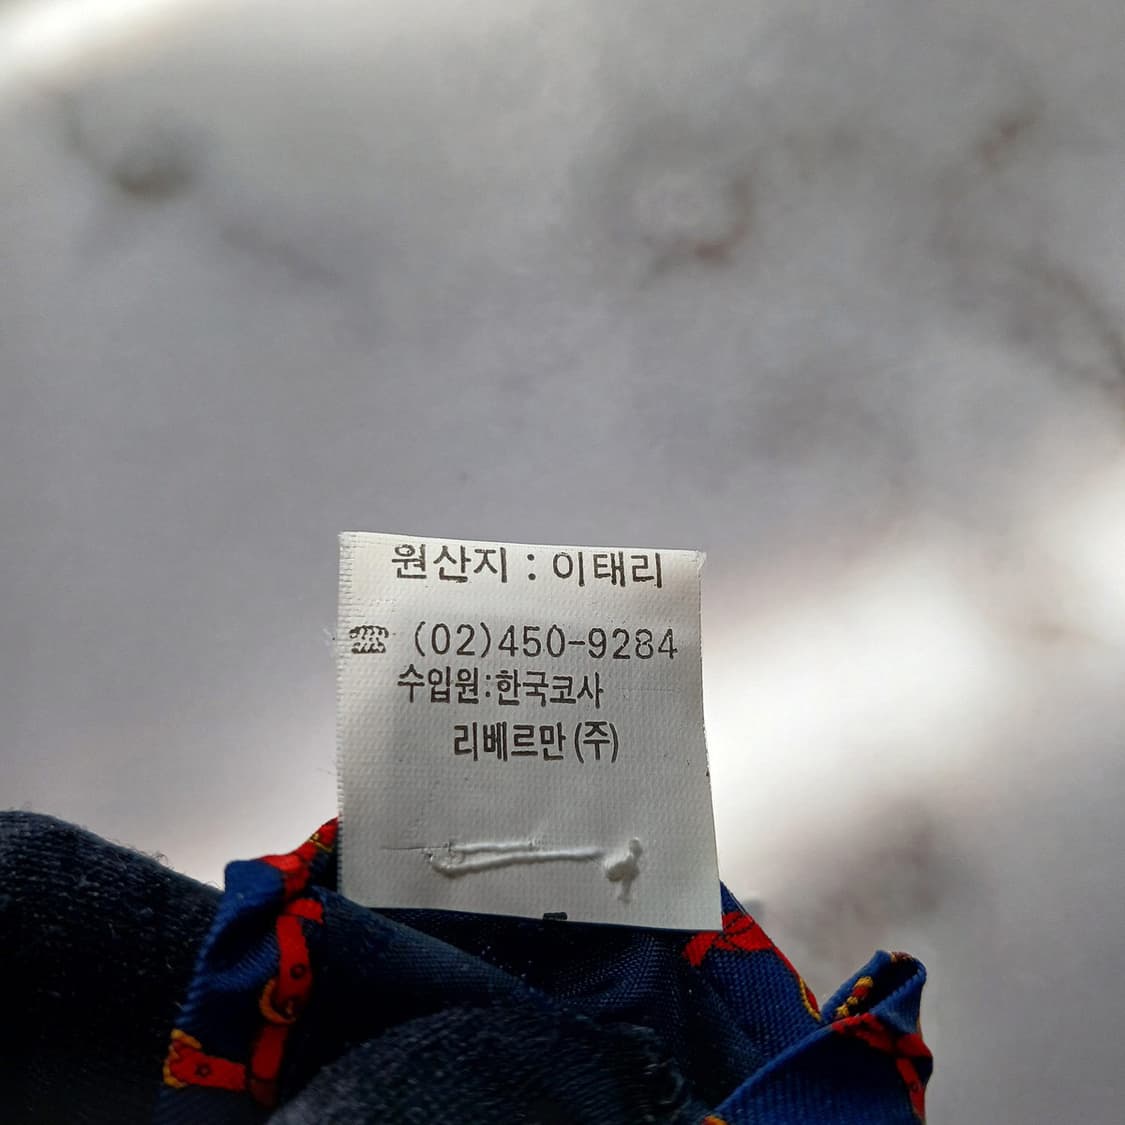 원산지 : 이태리
☎ (02)450-9284
수입원:한국코사
리베르만(주)